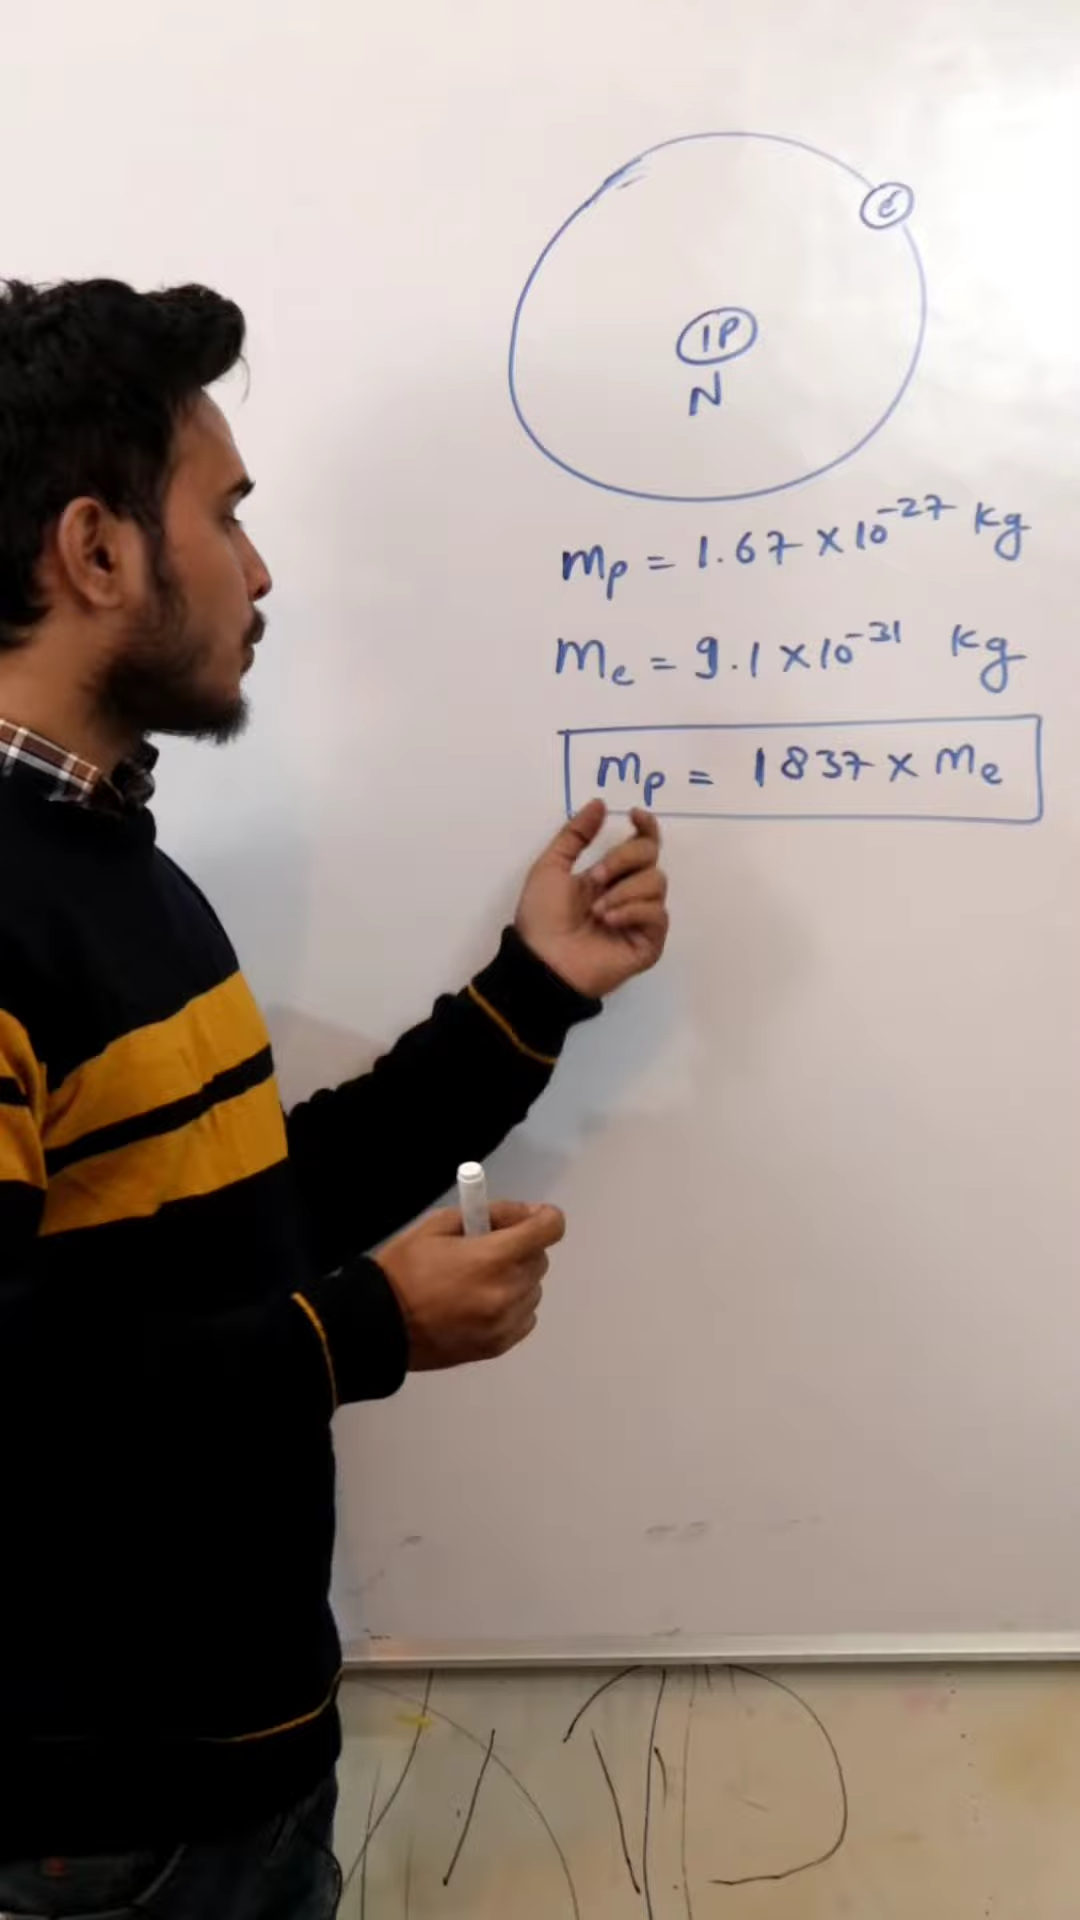 e
1P
N
mp = 1.67 × 10⁻²⁷ kg
me = 9.1 × 10⁻³¹ kg
mp = 1837 × me